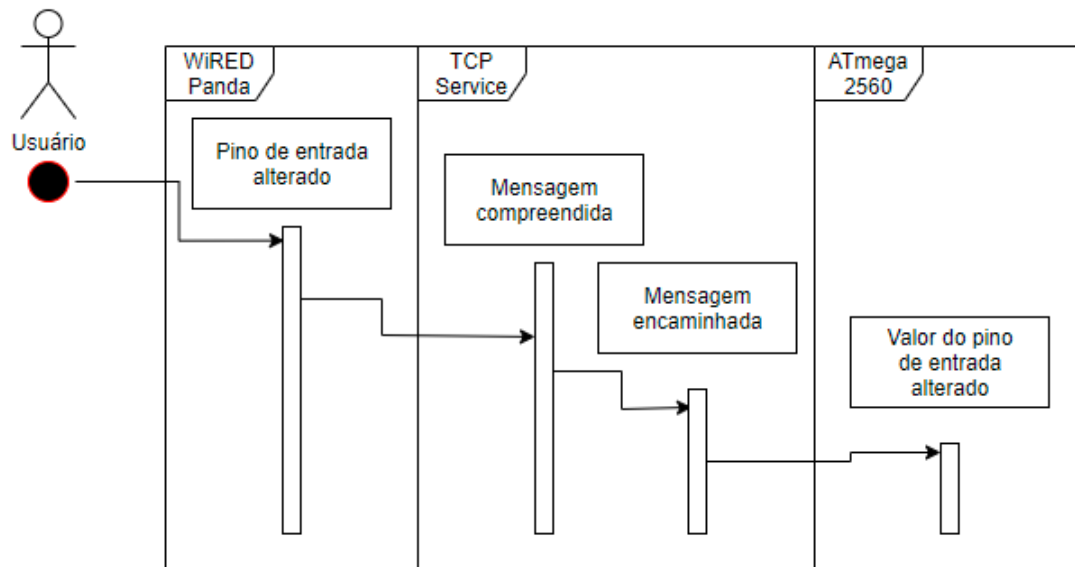 Usuário
WiRED
Panda
TCP
Service
ATmega
2560
Pino de entrada
alterado
Mensagem
compreendida
Mensagem
encaminhada
Valor do pino
de entrada
alterado